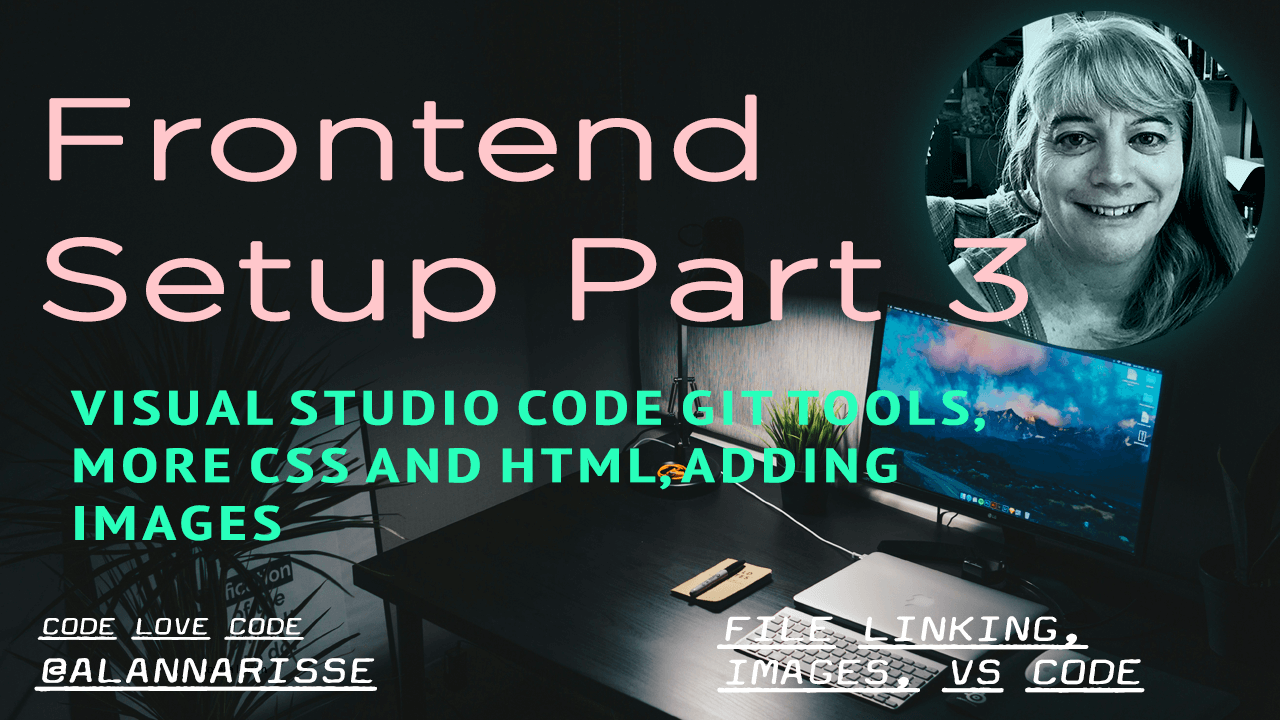 Frontend
Setup Part 3
VISUAL STUDIO CODE GIT TOOLS,
MORE CSS AND HTML, ADDING
IMAGES
CODE LOVE CODE
@ALANNARISSE
FILE LINKING,
IMAGES, VS CODE